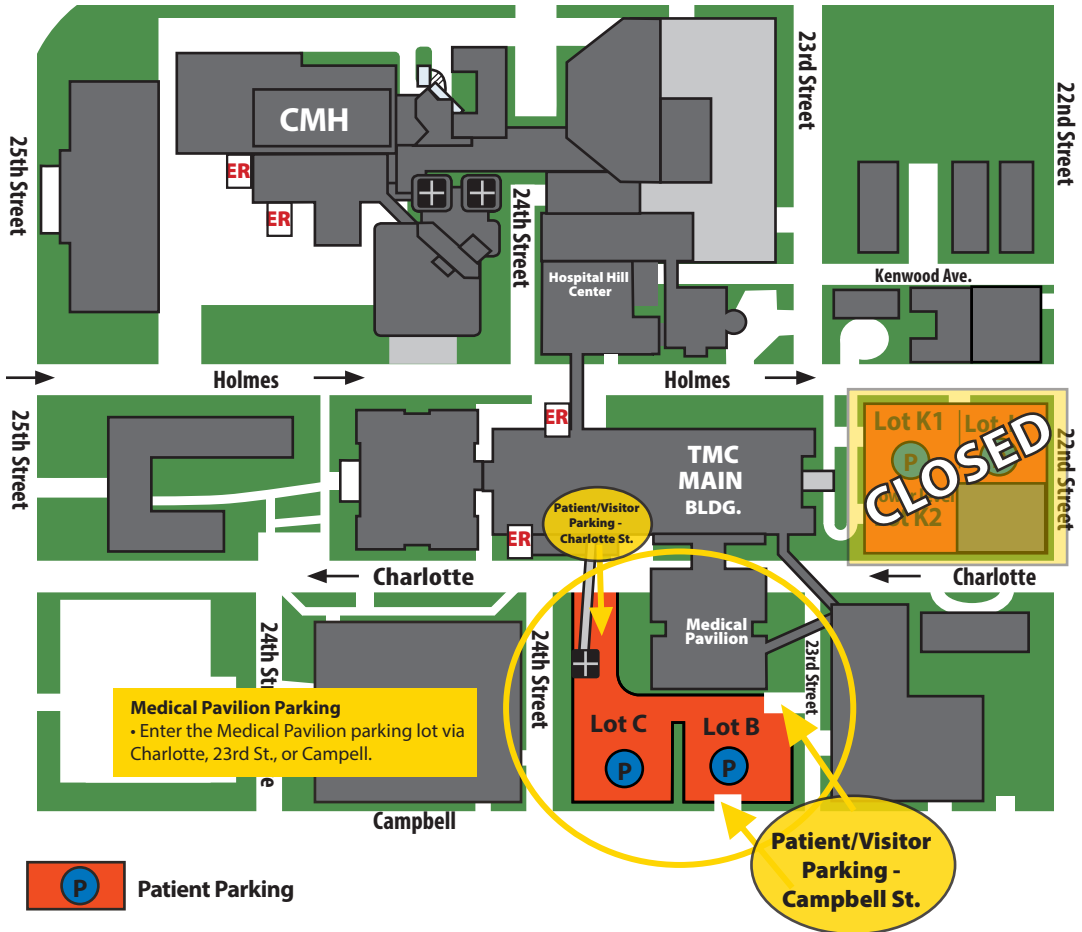 23rd Street
22nd Street
25th Street
CMH
ER
ER
24th Street
Hospital Hill
Center
Kenwood Ave.
Holmes
Holmes
25th Street
ER
TMC
MAIN
BLDG.
Lot K1
P
CLOSED
22nd Street
K2
Patient/Visitor
Parking -
Charlotte St.
ER
Charlotte
Charlotte
Medical
Pavilion
24th
24th Street
23rd Street
Medical Pavilion Parking
• Enter the Medical Pavilion parking lot via
Charlotte, 23rd St., or Campell.
Lot C
Lot B
P
P
Campbell
Patient/Visitor
Parking -
Campbell St.
P
Patient Parking